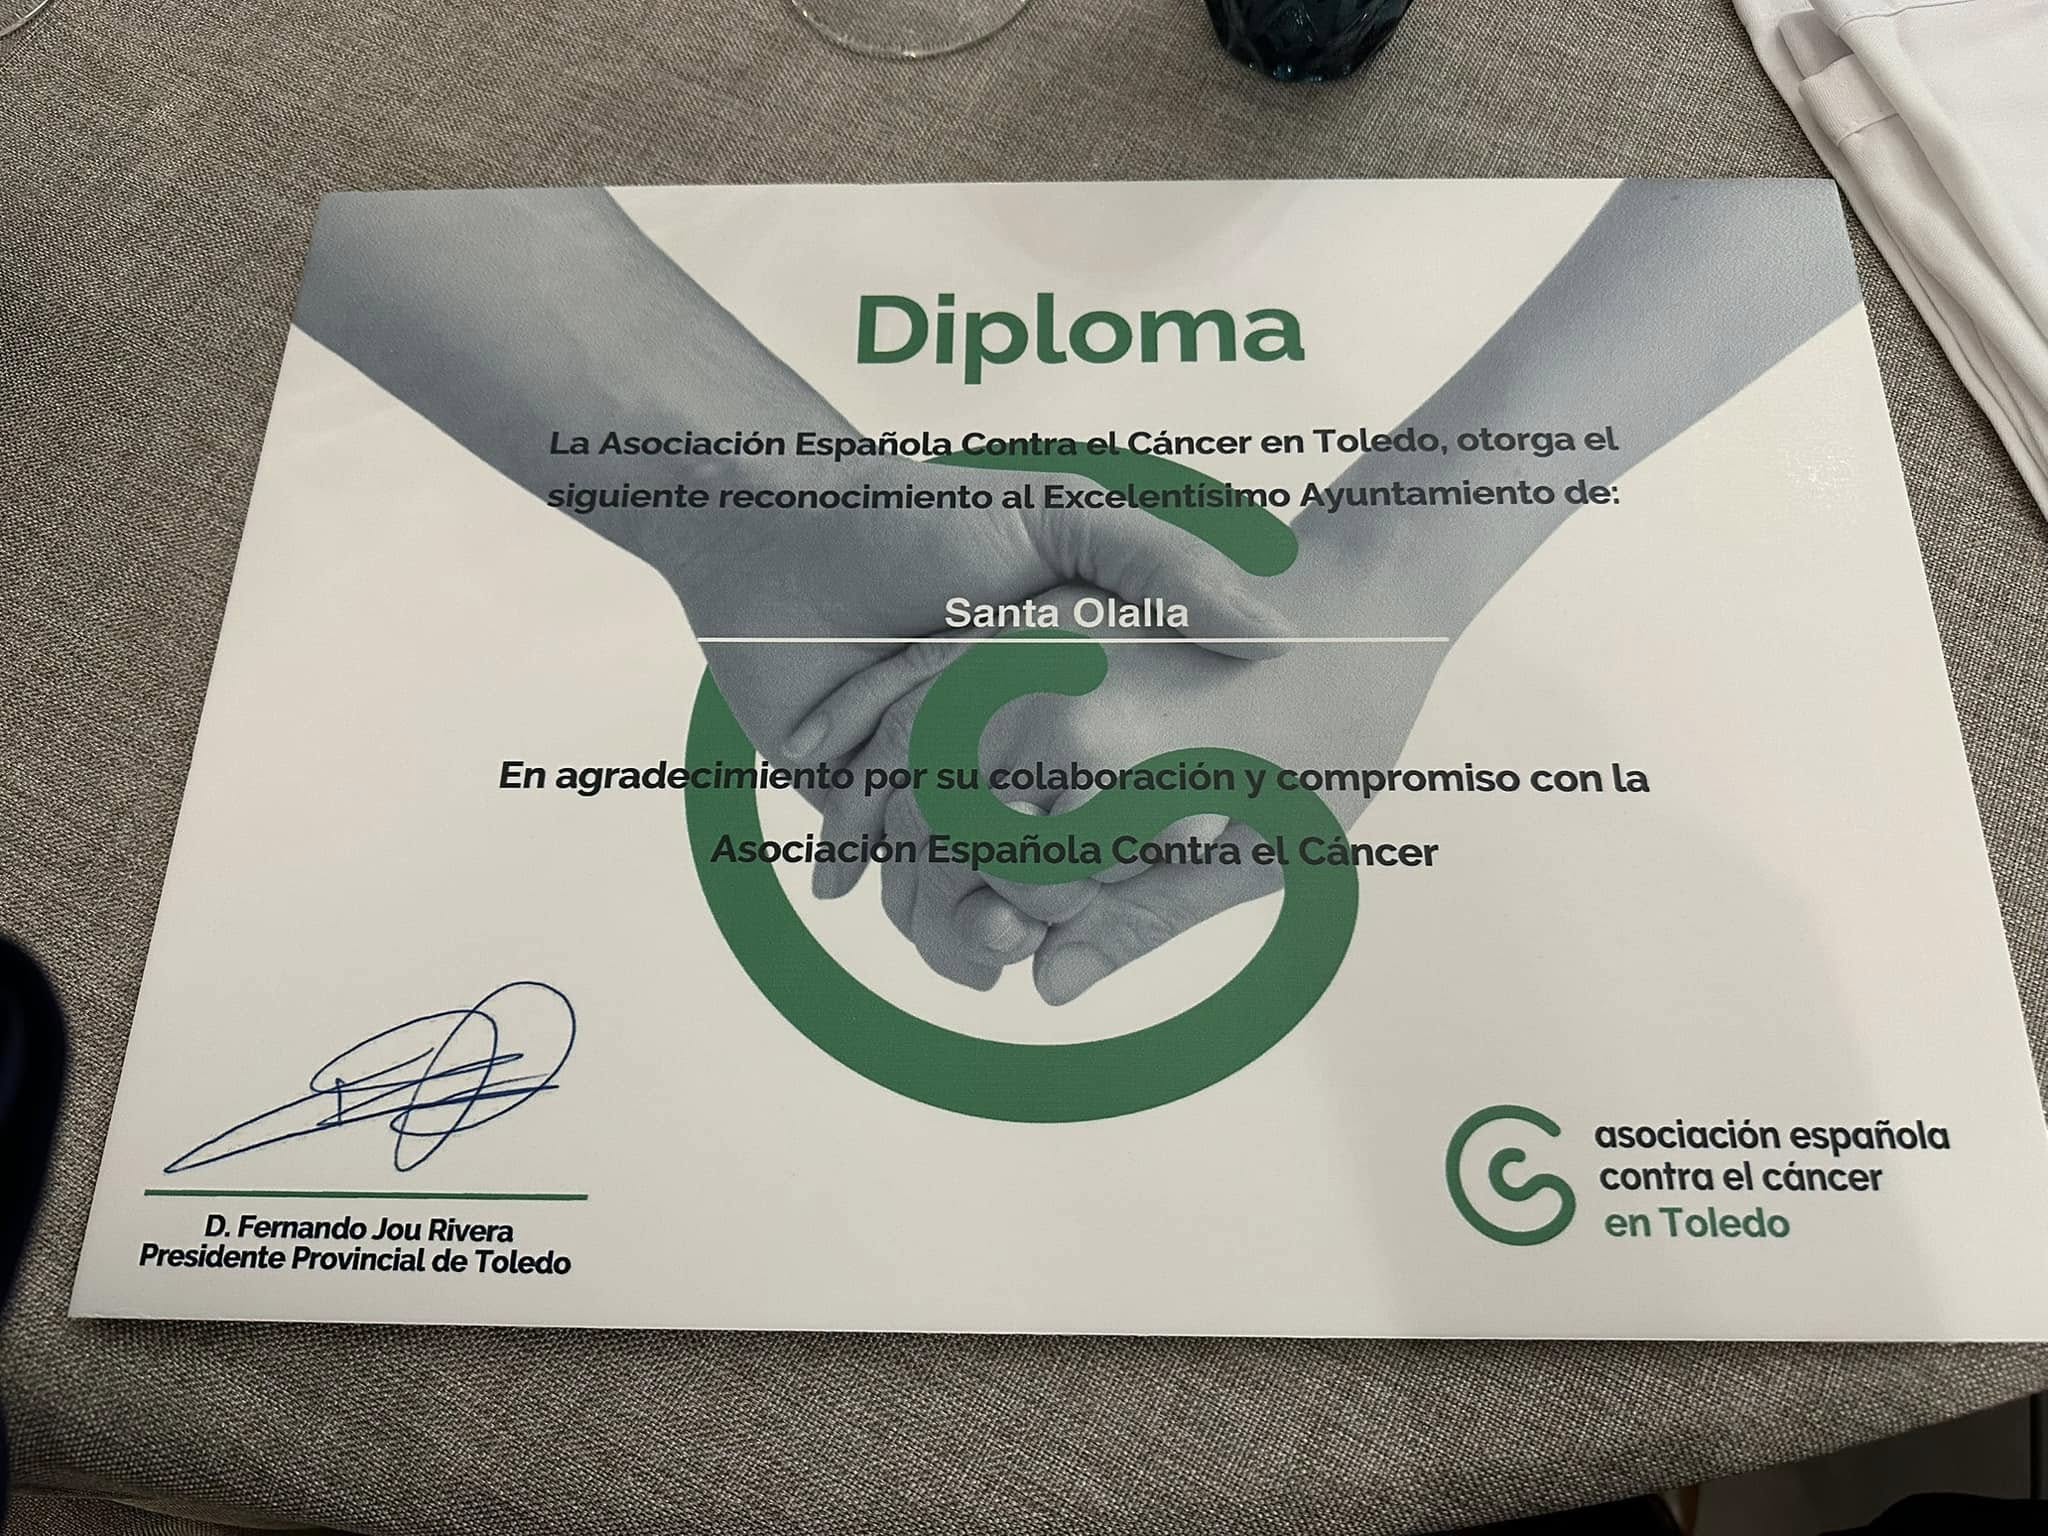 Diploma
La Asociación Española Contra el Cáncer en Toledo, otorga el
siguiente reconocimiento al Excelentísimo Ayuntamiento de:
Santa Olalla
En agradecimiento por su colaboración y compromiso con la
Asociación Española Contra el Cáncer
D. Fernando Jou Rivera
Presidente Provincial de Toledo
asociación española
contra el cáncer
en Toledo